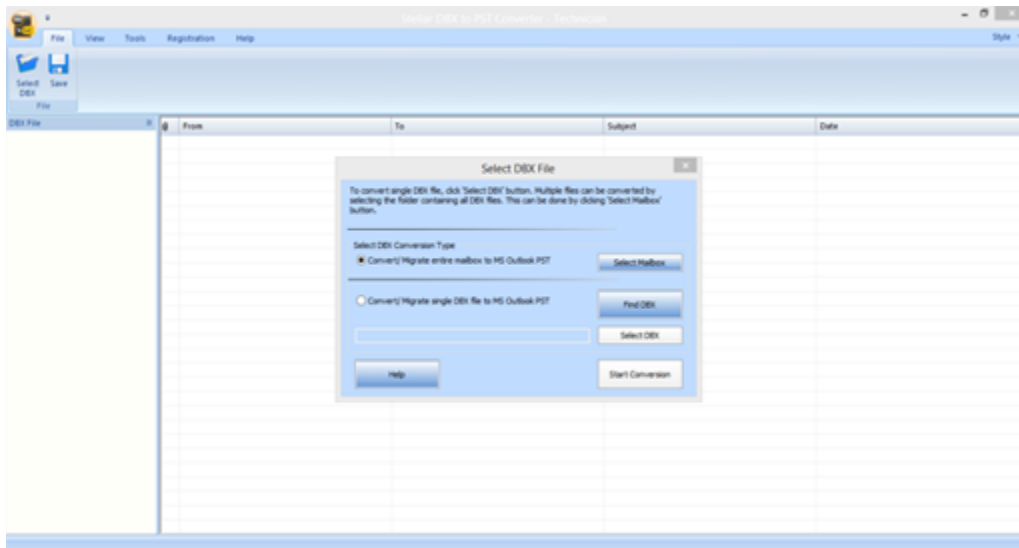 Stellar DBX to PST Converter - Technician
File View Tools Registration Help Style
Select DBX
Save
File
DBX File
From To Subject Date
Select DBX File
To convert single DBX file, click 'Select DBX' button. Multiple files can be converted by
selecting the folder containing all DBX files. This can be done by clicking 'Select Mailbox'
button.
Select DBX Conversion Type
Convert/ Migrate entire mailbox to MS Outlook PST
Select Mailbox
Convert/ Migrate single DBX file to MS Outlook PST
Find DBX
Select DBX
Help
Start Conversion